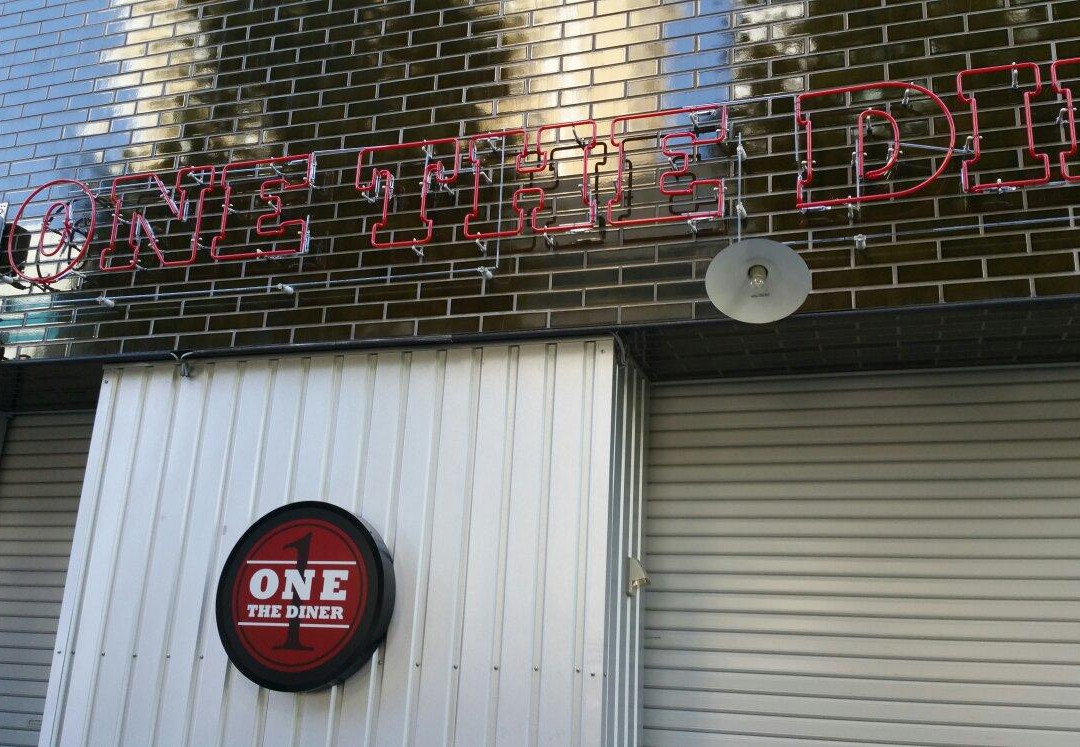 ONE THE DI
1
ONE
THE DINER